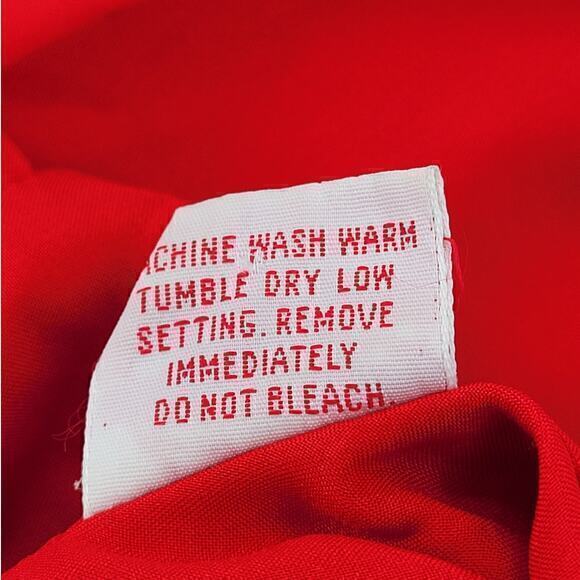 ACHINE WASH WARM
TUMBLE DRY LOW
SETTING. REMOVE
IMMEDIATELY
DO NOT BLEACH.